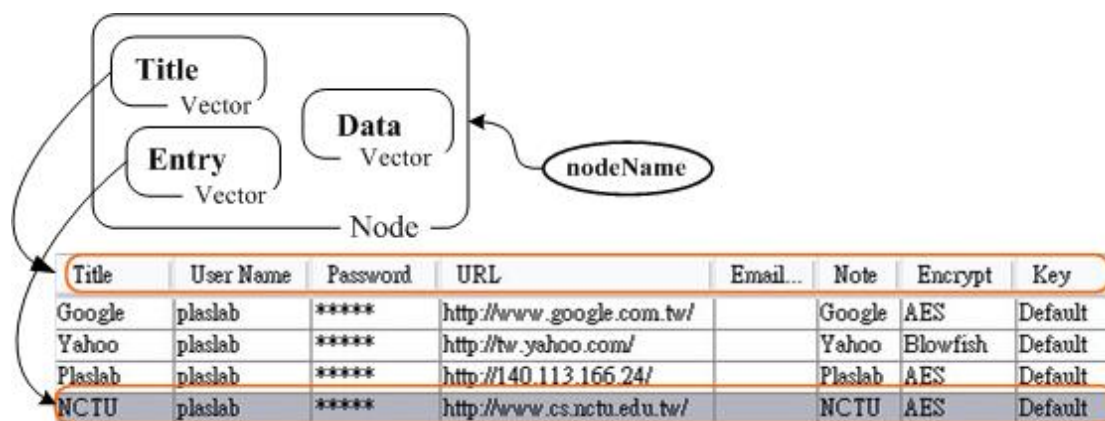 Title
Vector
Data
Vector
Entry
Vector
nodeName
Node
Title User Name Password URL Email... Note Encrypt Key
Google plaslab ***** http://www.google.com.tw/ Google AES Default
Yahoo plaslab ***** http://tw.yahoo.com/ Yahoo Blowfish Default
Plaslab plaslab ***** http://140.113.166.24/ Plaslab AES Default
NCTU plaslab ***** http://www.cs.nctu.edu.tw/ NCTU AES Default